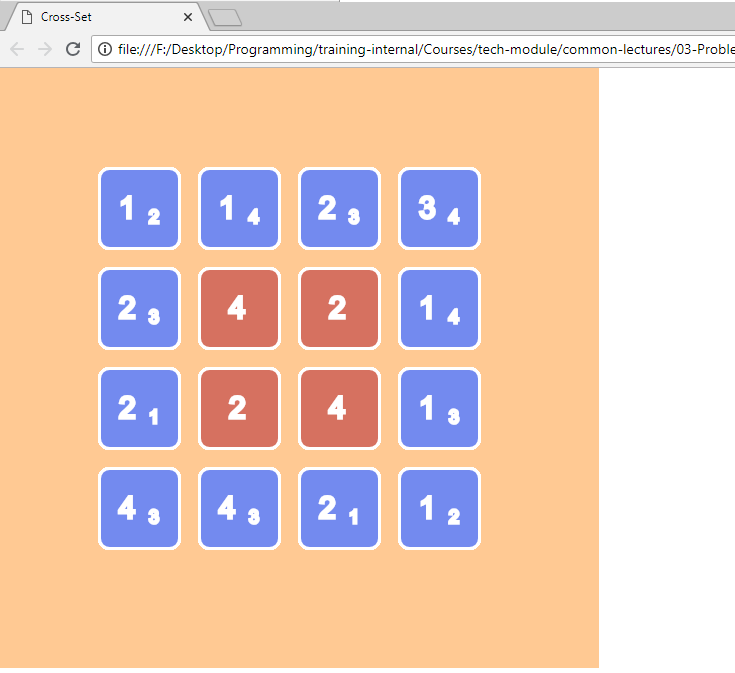 Cross-Set
file:///F:/Desktop/Programming/training-internal/Courses/tech-module/common-lectures/03-Proble
1 2 1 4 2 3 3 4
2 3 4 2 1 4
2 1 2 4 1 3
4 3 4 3 2 1 1 2